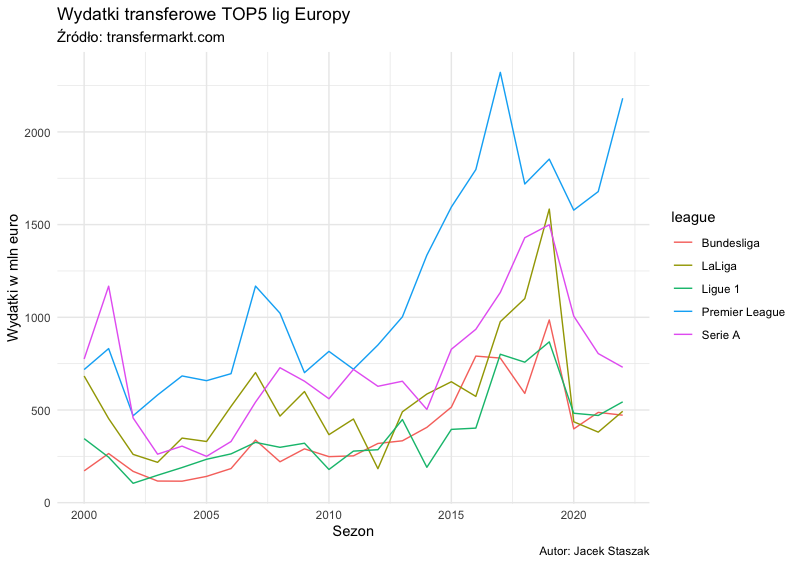 Wydatki transferowe TOP5 lig Europy
Źródło: transfermarkt.com
Wydatki w mln euro
2000
1500
1000
500
0
2000
2005
2010
2015
2020
Sezon
league
Bundesliga
LaLiga
Ligue 1
Premier League
Serie A
Autor: Jacek Staszak